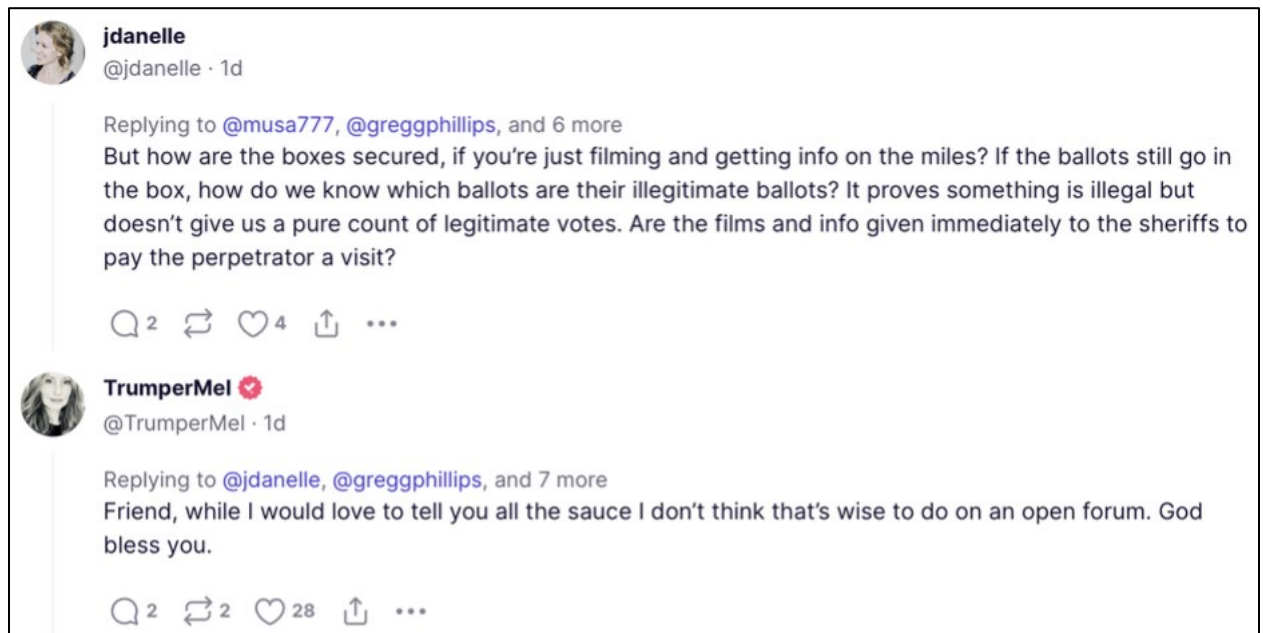 jdanelle
@jdanelle · 1d
Replying to @musa777, @greggphillips, and 6 more
But how are the boxes secured, if you’re just filming and getting info on the miles? If the ballots still go in
the box, how do we know which ballots are their illegitimate ballots? It proves something is illegal but
doesn’t give us a pure count of legitimate votes. Are the films and info given immediately to the sheriffs to
pay the perpetrator a visit?
2 4
TrumperMel
@TrumperMel · 1d
Replying to @jdanelle, @greggphillips, and 7 more
Friend, while I would love to tell you all the sauce I don’t think that’s wise to do on an open forum. God
bless you.
2 2 28